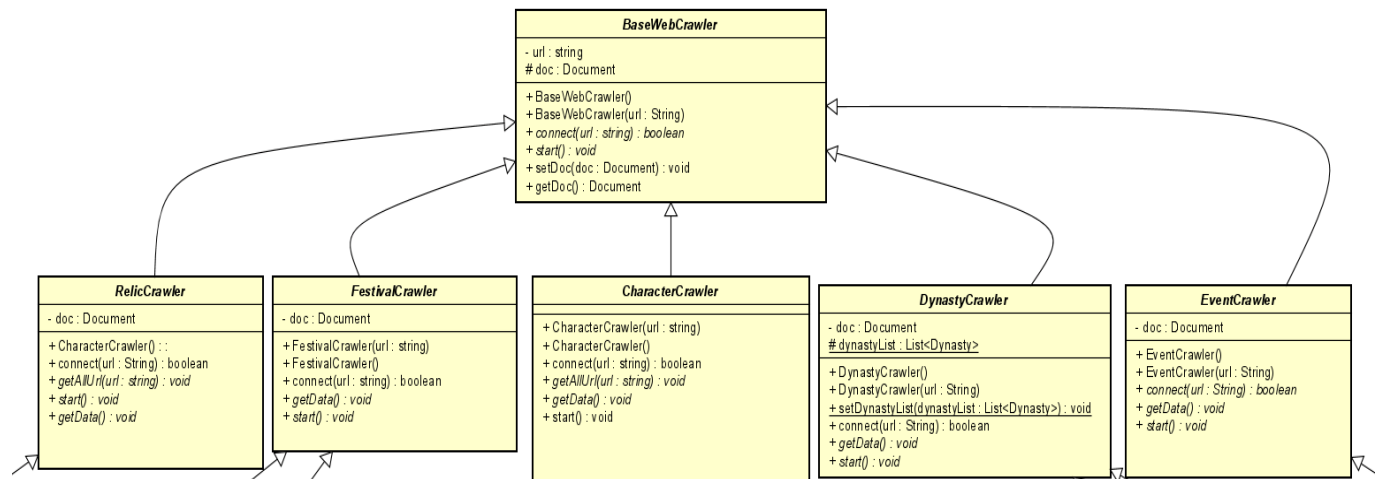 BaseWebCrawler
- url : string
# doc : Document
+ BaseWebCrawler()
+ BaseWebCrawler(url : String)
+ connect(url : string) : boolean
+ start() : void
+ setDoc(doc : Document) : void
+ getDoc() : Document
RelicCrawler
- doc : Document
+ CharacterCrawler() : :
+ connect(url : String) : boolean
+ getAllUrl(url : string) : void
+ start() : void
+ getData() : void
FestivalCrawler
- doc : Document
+ FestivalCrawler(url : string)
+ FestivalCrawler()
+ connect(url : string) : boolean
+ getData() : void
+ start() : void
CharacterCrawler
+ CharacterCrawler(url : string)
+ CharacterCrawler()
+ connect(url : string) : boolean
+ getAllUrl(url : string) : void
+ getData() : void
+ start() : void
DynastyCrawler
- doc : Document
# dynastyList : List<Dynasty>
+ DynastyCrawler()
+ DynastyCrawler(url : String)
+ setDynastyList(dynastyList : List<Dynasty>) : void
+ connect(url : String) : boolean
+ getData() : void
+ start() : void
EventCrawler
- doc : Document
+ EventCrawler()
+ EventCrawler(url : String)
+ connect(url : String) : boolean
+ getData() : void
+ start() : void